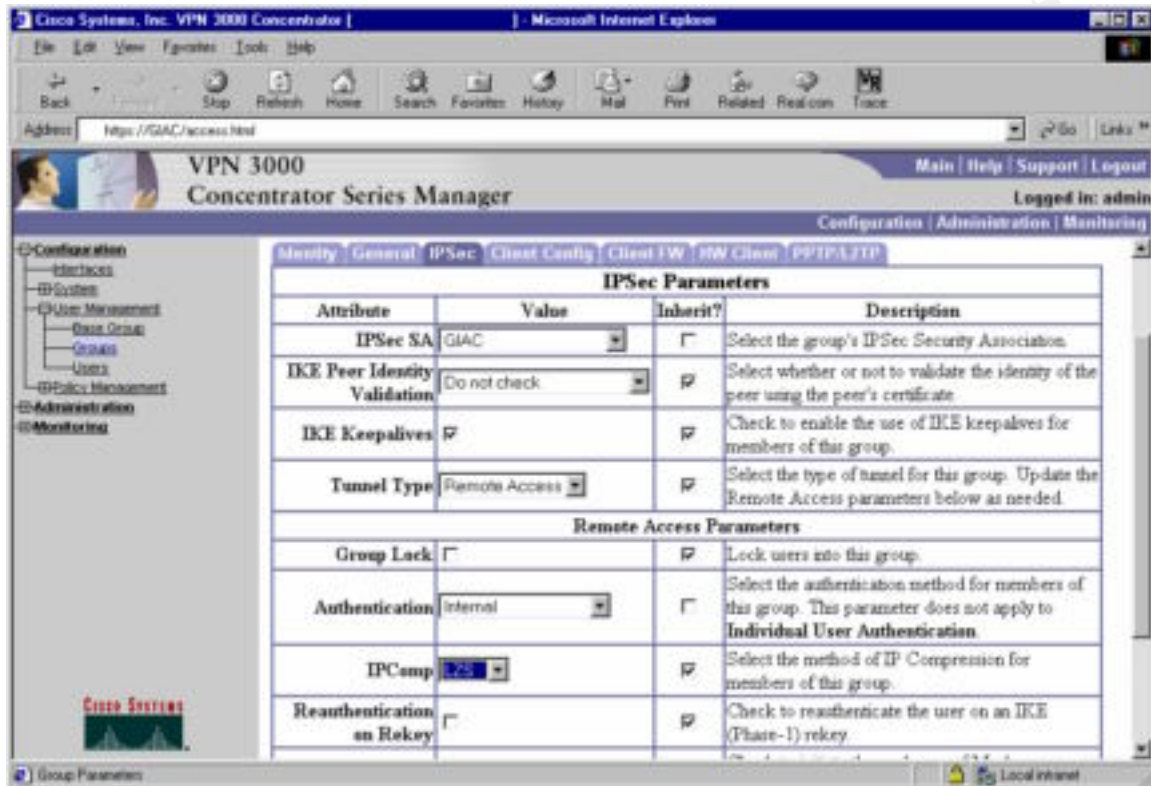 Cisco Systems, Inc. VPN 3000 Concentrator [ ] - Microsoft Internet Explorer
File Edit View Favorites Tools Help
Back Forward Stop Refresh Home Search Favorites History Mail Print Related Real.com Trace
Address https://GIAC/access.html Go Links »
VPN 3000
Concentrator Series Manager
Main | Help | Support | Logout
Logged in: admin
Configuration | Administration | Monitoring
Configuration
Interfaces
System
User Management
Base Group
Groups
Users
Policy Management
Administration
Monitoring
CISCO SYSTEMS
Identity General IPSec Client Config Client FW HW Client PPTP/L2TP
IPSec Parameters
Attribute Value Inherit? Description
IPSec SA GIAC Select the group's IPSec Security Association.
IKE Peer Identity Validation Do not check Select whether or not to validate the identity of the
peer using the peer's certificate.
IKE Keepalives Check to enable the use of IKE keepalives for
members of this group.
Tunnel Type Remote Access Select the type of tunnel for this group. Update the
Remote Access parameters below as needed.
Remote Access Parameters
Group Lock Lock users into this group.
Authentication Internal Select the authentication method for members of
this group. This parameter does not apply to
Individual User Authentication.
IPComp LZS Select the method of IP Compression for
members of this group.
Reauthentication on Rekey Check to reauthenticate the user on an IKE
(Phase-1) rekey.
Group Parameters Local intranet